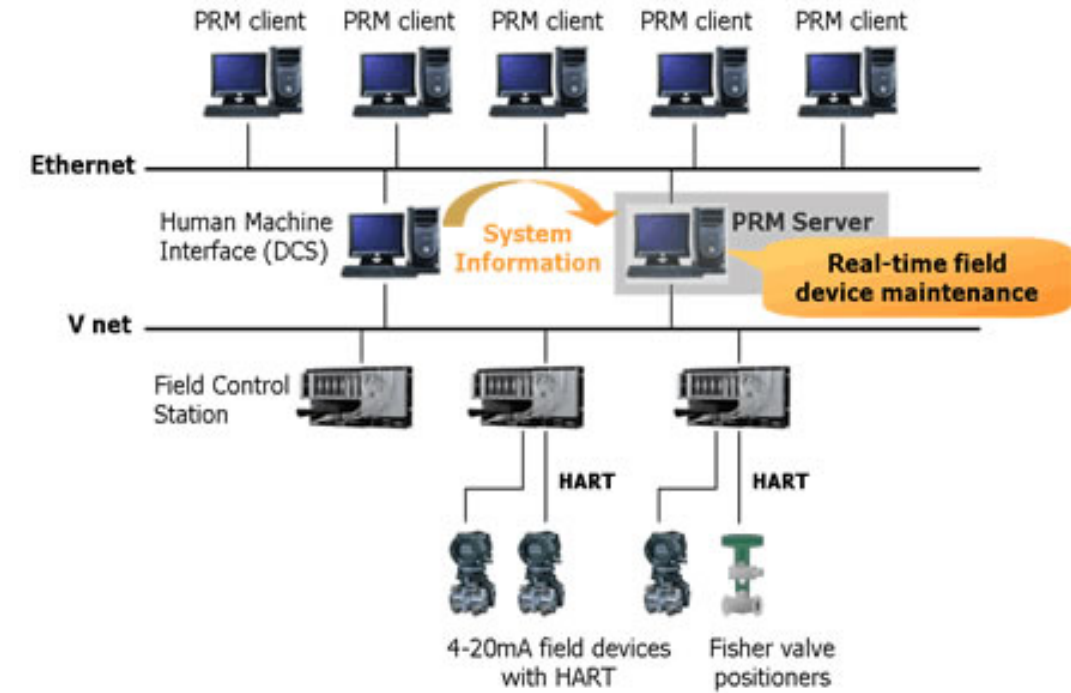 PRM client
PRM client
PRM client
PRM client
PRM client
Ethernet
Human Machine
Interface (DCS)
System
Information
PRM Server
Real-time field
device maintenance
V net
Field Control
Station
HART
HART
4-20mA field devices
with HART
Fisher valve
positioners